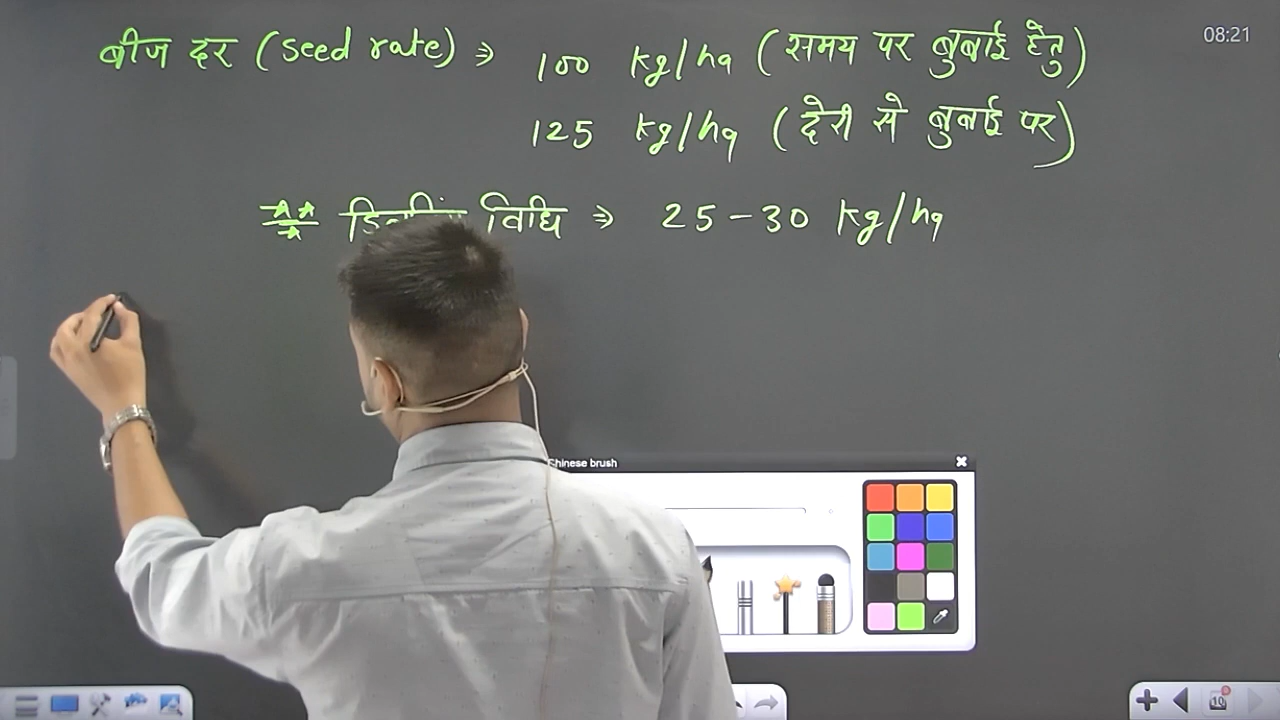 बीज दर (Seed rate) ⇒ 100 kg/ha (समय पर बुबाई हेतु)
08:21
125 kg/ha (देरी से बुबाई पर)
विधि ⇒ 25-30 kg/ha
Chinese brush
10